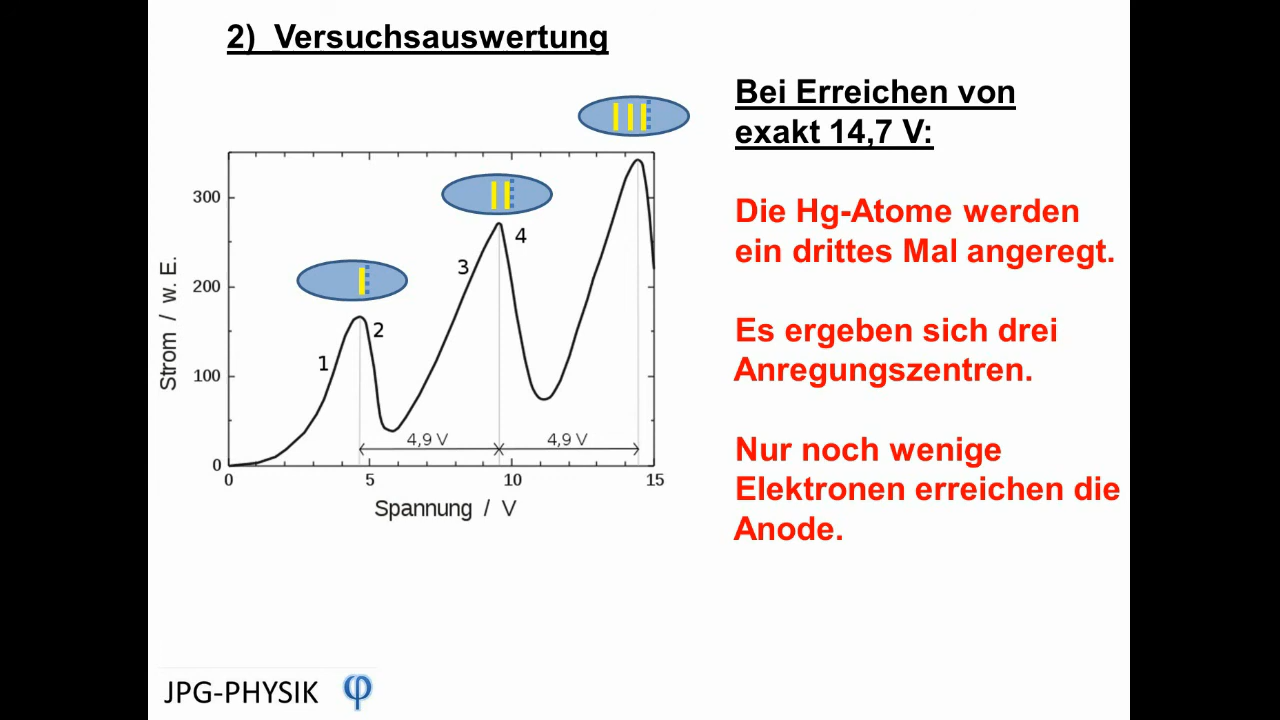 2)  Versuchsauswertung
Bei Erreichen von
exakt 14,7 V:
Die Hg-Atome werden
ein drittes Mal angeregt.
Es ergeben sich drei
Anregungszentren.
Nur noch wenige
Elektronen erreichen die
Anode.
Strom / w. E.
300
200
100
0
1
2
3
4
4,9 V
4,9 V
0
5
10
15
Spannung / V
JPG-PHYSIK φ